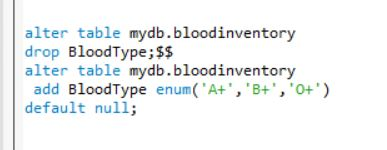 alter table mydb.bloodinventory
drop BloodType;$$
alter table mydb.bloodinventory
add BloodType enum('A+','B+','O+')
default null;